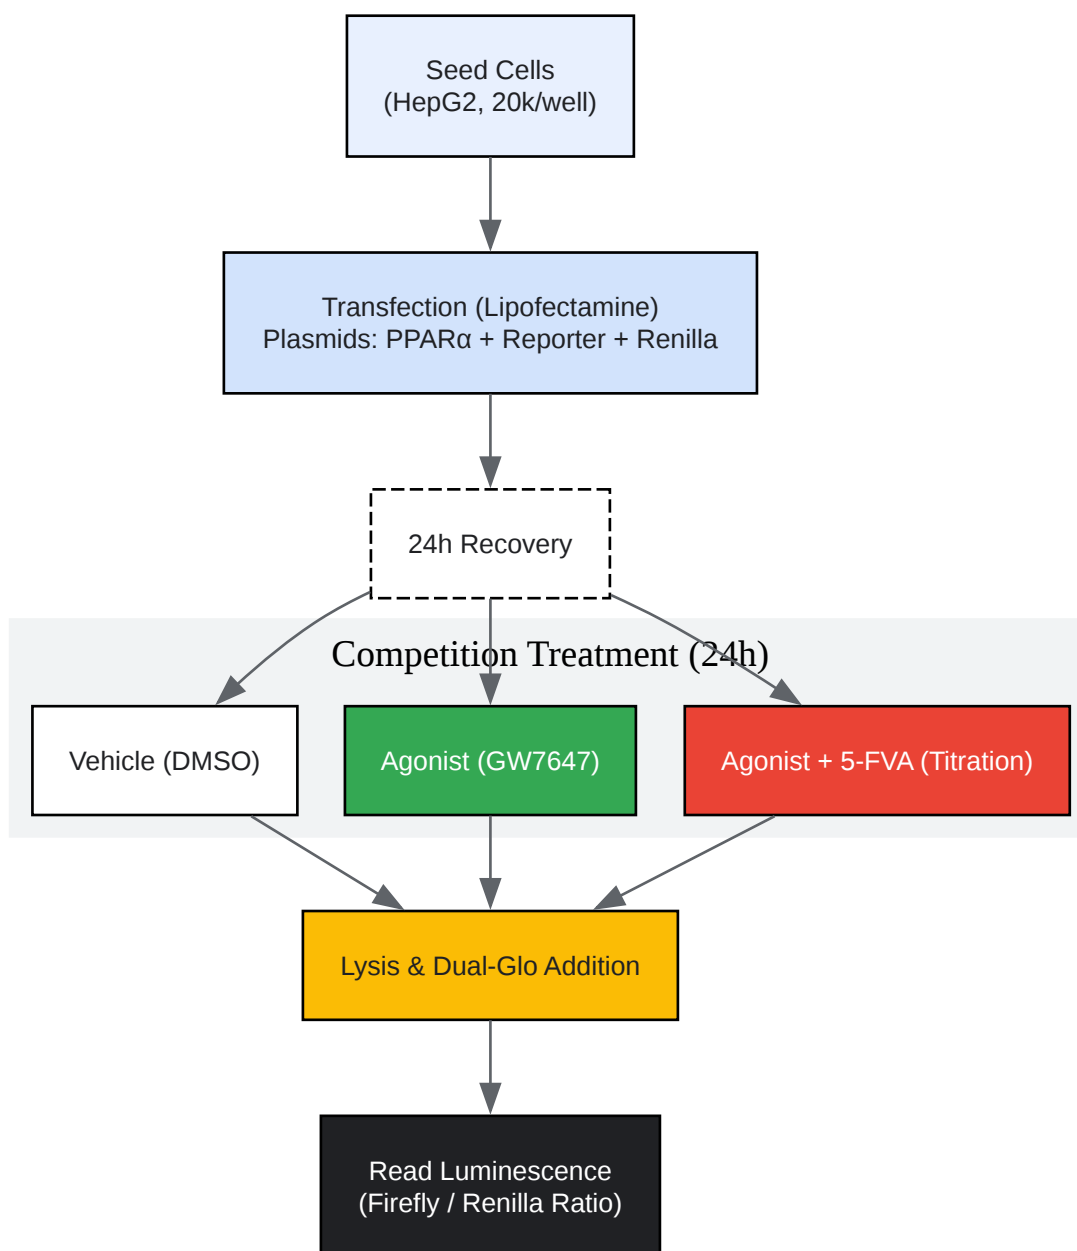 Seed Cells
(HepG2, 20k/well)
Transfection (Lipofectamine)
Plasmids: PPARα + Reporter + Renilla
24h Recovery
Competition Treatment (24h)
Vehicle (DMSO)
Agonist (GW7647)
Agonist + 5-FVA (Titration)
Lysis & Dual-Glo Addition
Read Luminescence
(Firefly / Renilla Ratio)